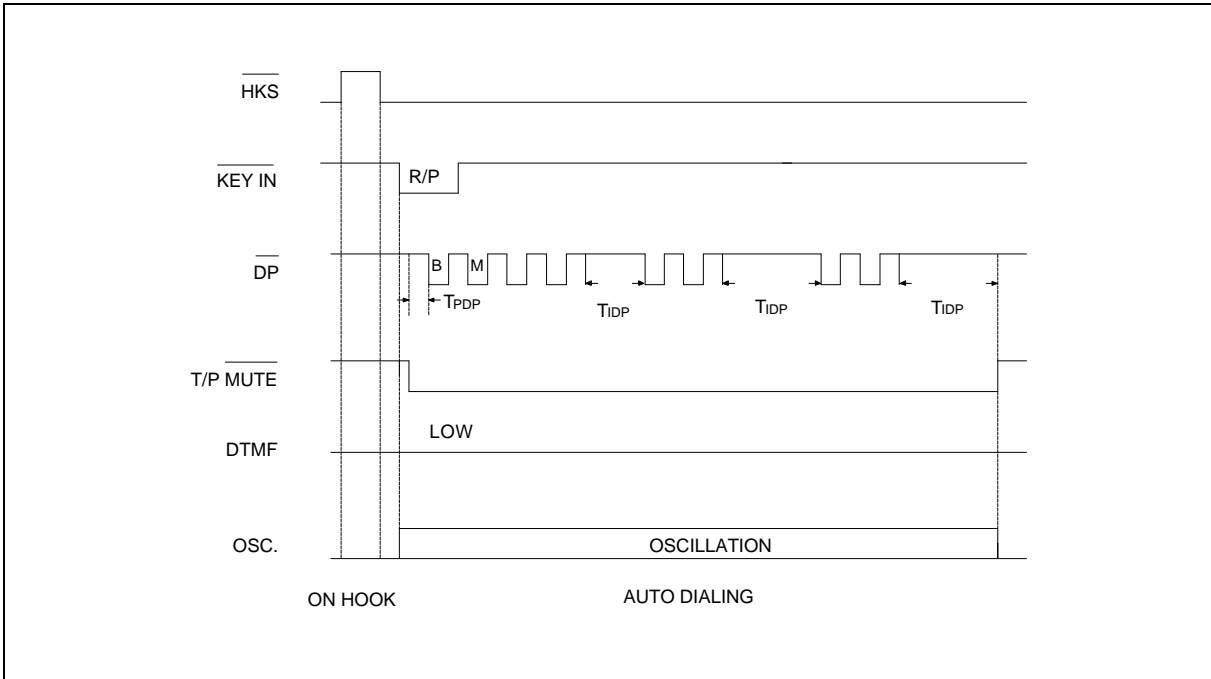 HKS
KEY IN
R/P
DP
B
M
TPDP
TIDP
TIDP
TIDP
T/P MUTE
LOW
DTMF
OSC.
OSCILLATION
ON HOOK
AUTO DIALING